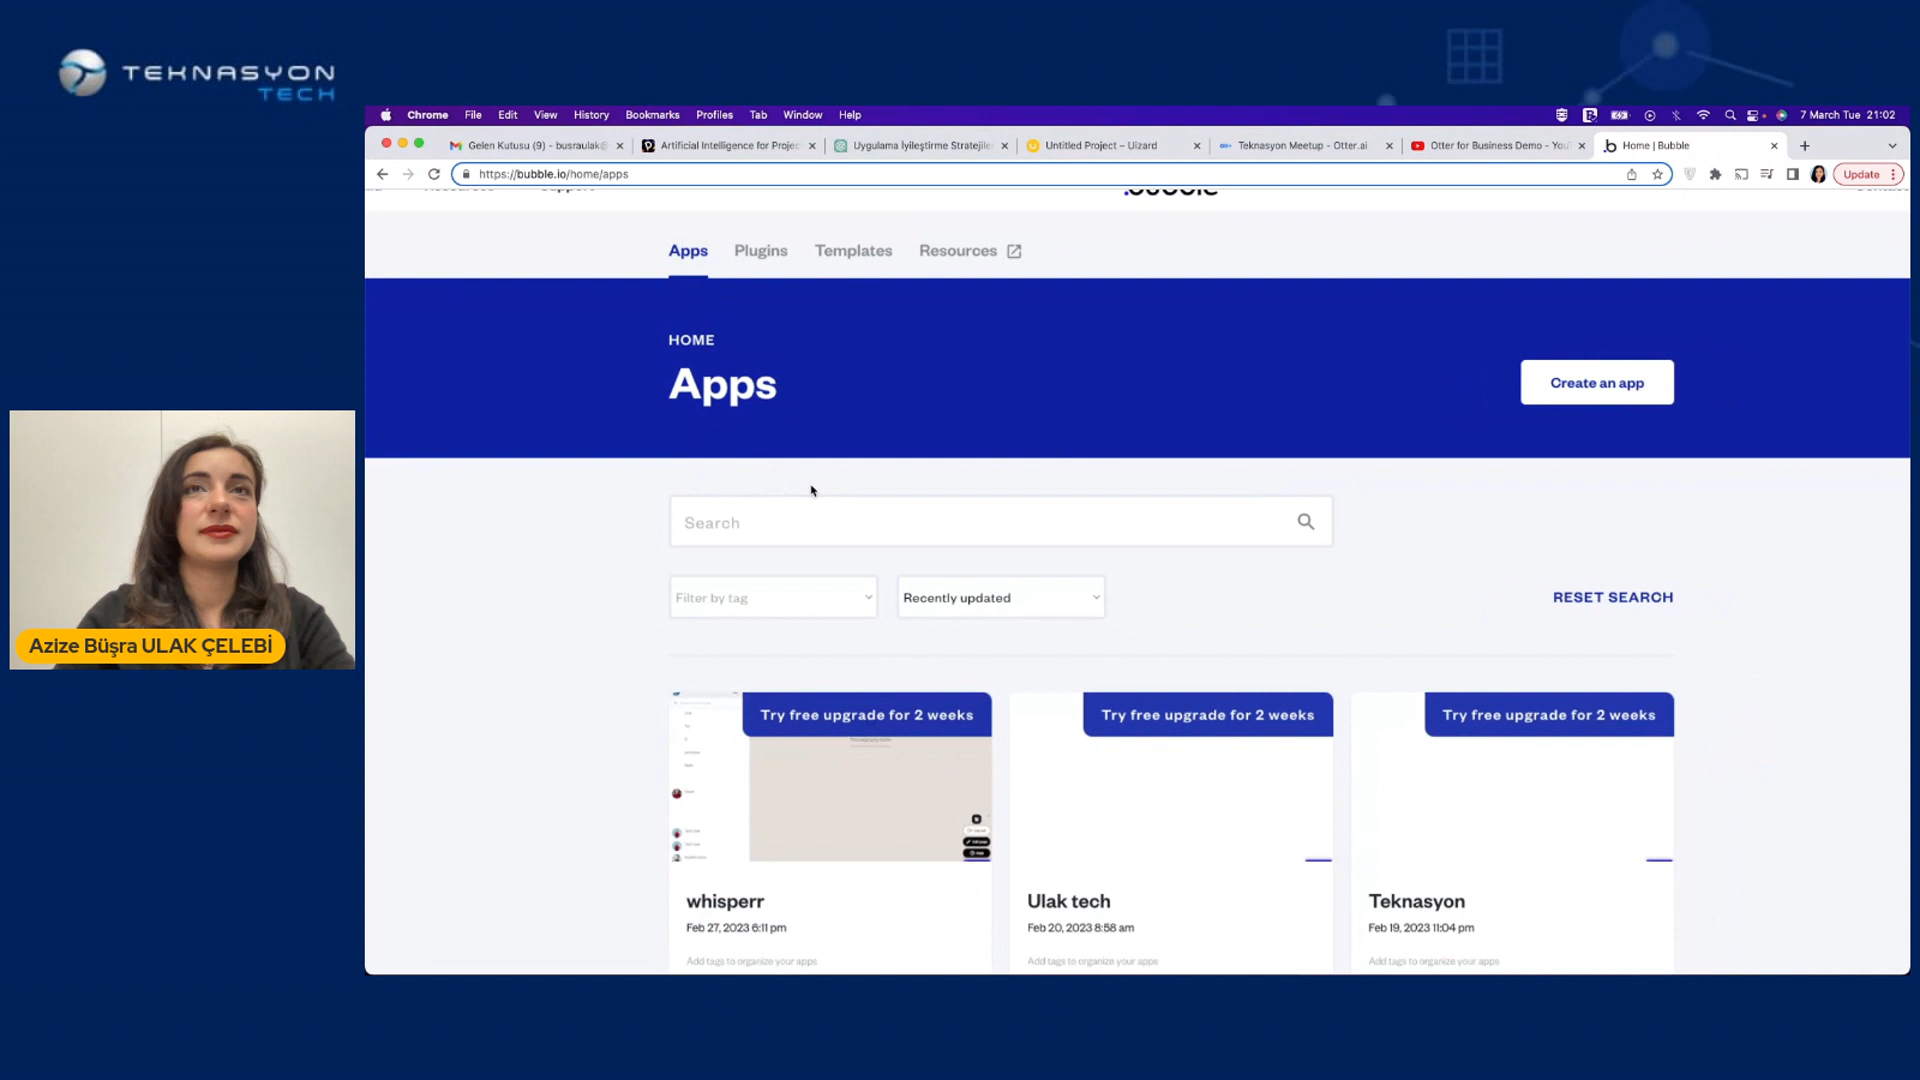 TEKNASYON
TECH
Chrome File Edit View History Bookmarks Profiles Tab Window Help
7 March Tue 21:02
Gelen Kutusu (9) - busraulak@
Artificial Intelligence for Projec
Uygulama İyileştirme Stratejile
Untitled Project – Uizard
Teknasyon Meetup - Otter.ai
Otter for Business Demo - You
Home | Bubble
https://bubble.io/home/apps
Update
Apps Plugins Templates Resources
HOME
Apps
Create an app
Search
Filter by tag
Recently updated
RESET SEARCH
Try free upgrade for 2 weeks
Try free upgrade for 2 weeks
Try free upgrade for 2 weeks
whisperr
Feb 27, 2023 6:11 pm
Add tags to organize your apps
Ulak tech
Feb 20, 2023 8:58 am
Add tags to organize your apps
Teknasyon
Feb 19, 2023 11:04 pm
Add tags to organize your apps
Azize Büşra ULAK ÇELEBİ